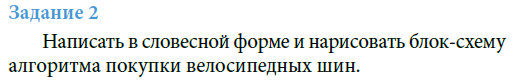 Задание 2
Написать в словесной форме и нарисовать блок-схему
алгоритма покупки велосипедных шин.